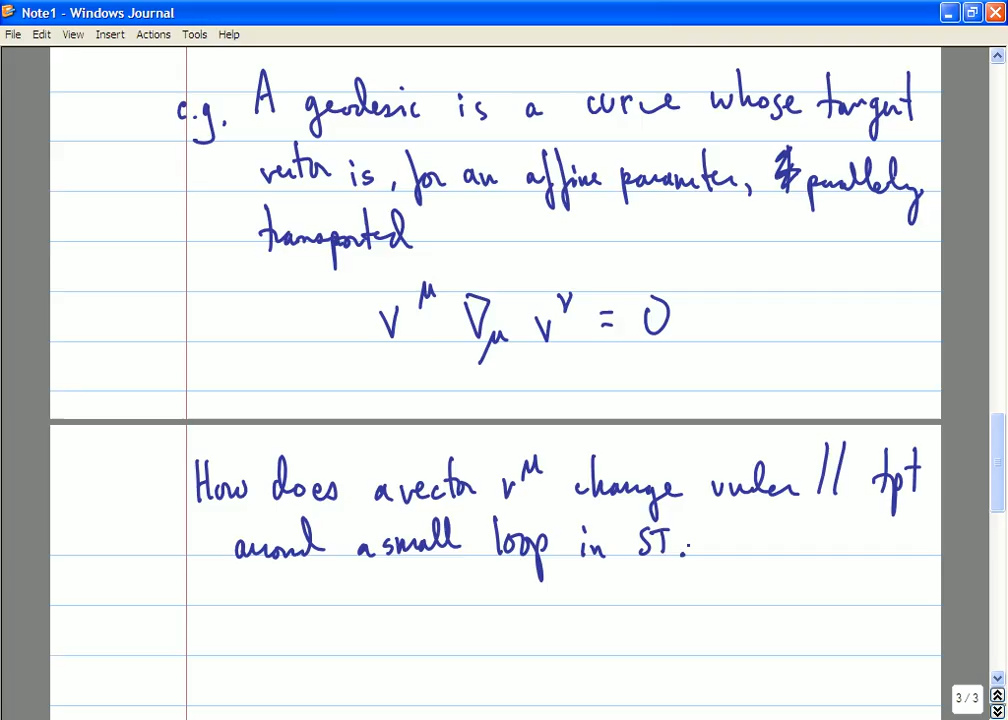 Note1 - Windows Journal
File Edit View Insert Actions Tools Help
e.g. A geodesic is a curve whose tangent
vector is, for an affine parameter, parallely
transported
v^μ ∇_μ v^ν = 0
How does a vector v^μ change under // tpt
around a small loop in ST.
3/3